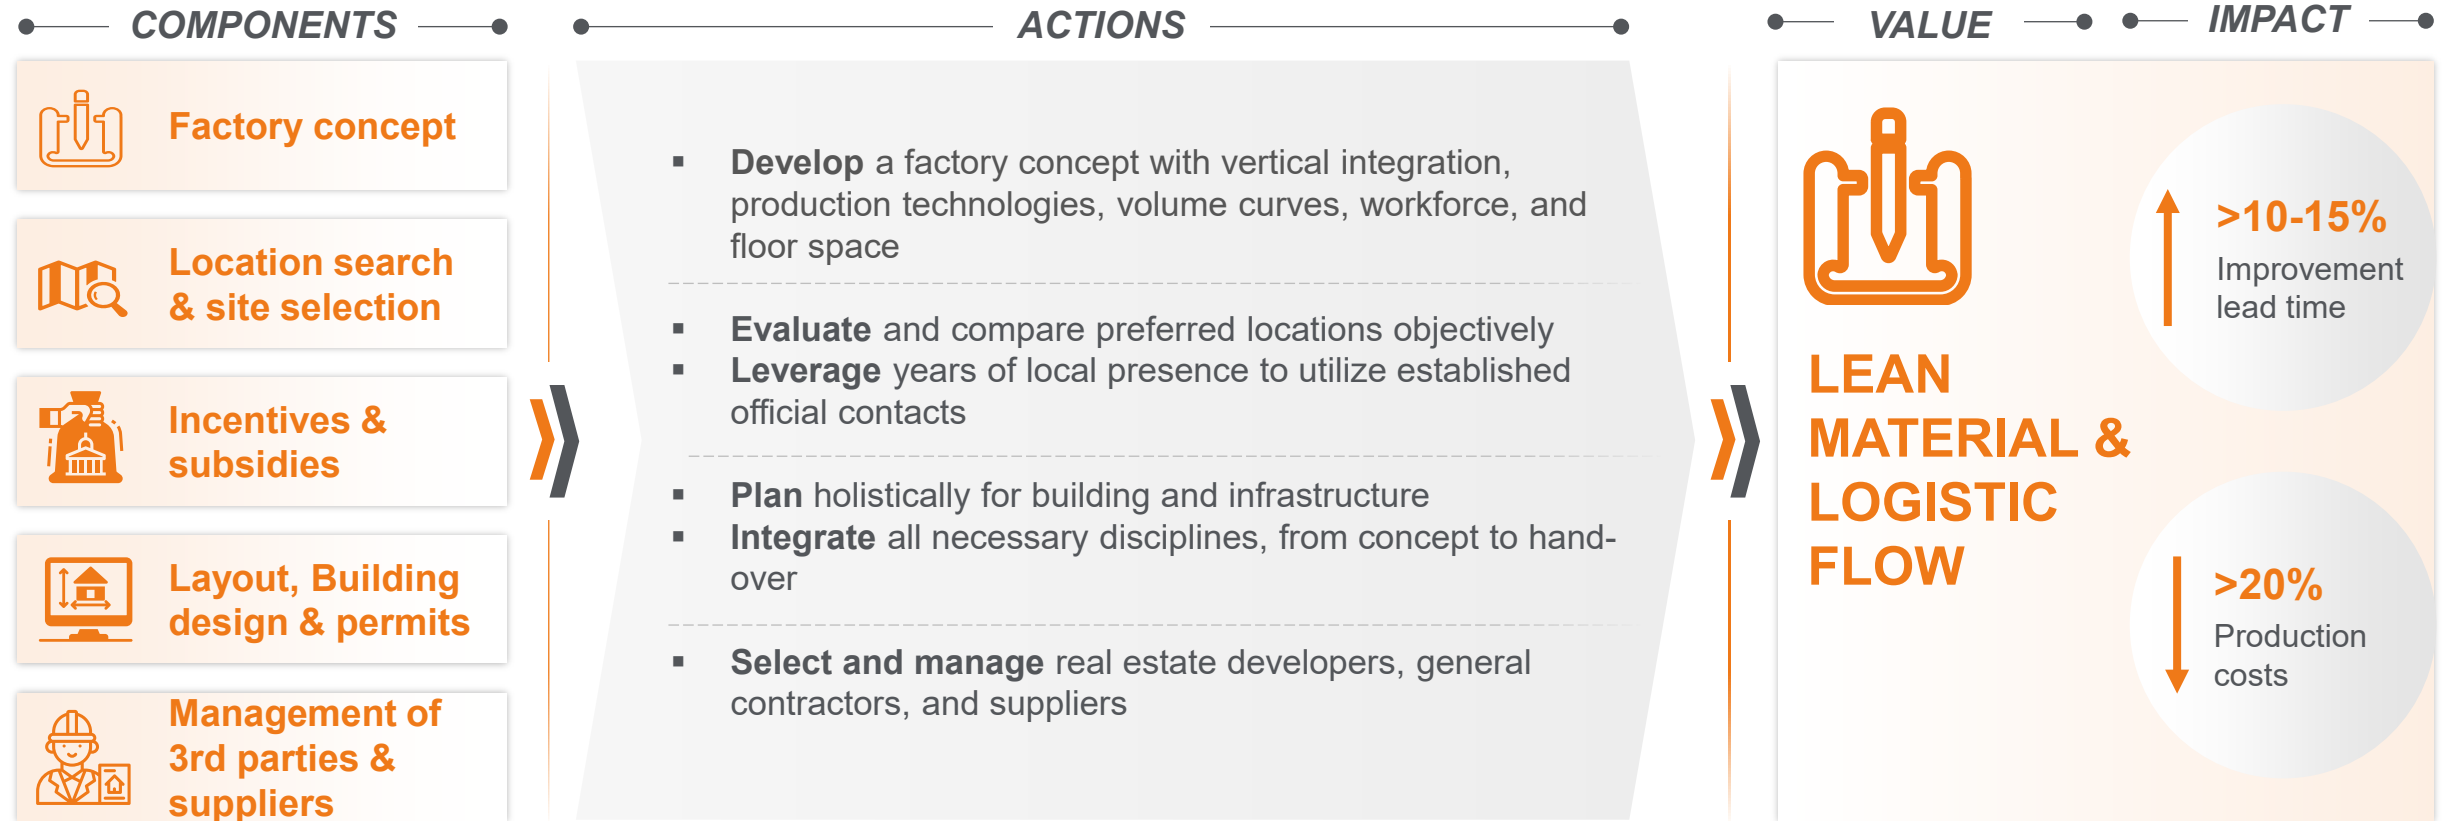 COMPONENTS
ACTIONS
VALUE
IMPACT
Factory concept
Location search
& site selection
Incentives &
subsidies
Layout, Building
design & permits
Management of
3rd parties &
suppliers
▪ Develop a factory concept with vertical integration,
production technologies, volume curves, workforce, and
floor space
▪ Evaluate and compare preferred locations objectively
▪ Leverage years of local presence to utilize established
official contacts
▪ Plan holistically for building and infrastructure
▪ Integrate all necessary disciplines, from concept to hand-
over
▪ Select and manage real estate developers, general
contractors, and suppliers
LEAN
MATERIAL &
LOGISTIC
FLOW
>10-15%
Improvement
lead time
>20%
Production
costs